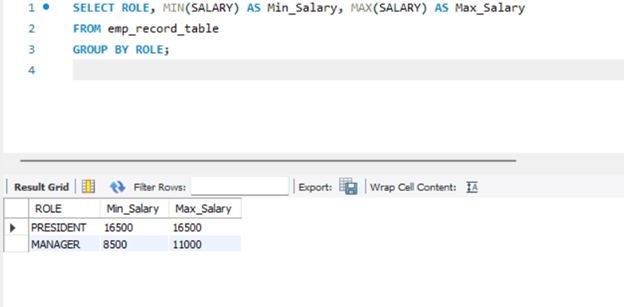 1 SELECT ROLE, MIN(SALARY) AS Min_Salary, MAX(SALARY) AS Max_Salary
2 FROM emp_record_table
3 GROUP BY ROLE;
4
Result Grid Filter Rows: Export: Wrap Cell Content:
ROLE Min_Salary Max_Salary
PRESIDENT 16500 16500
MANAGER 8500 11000